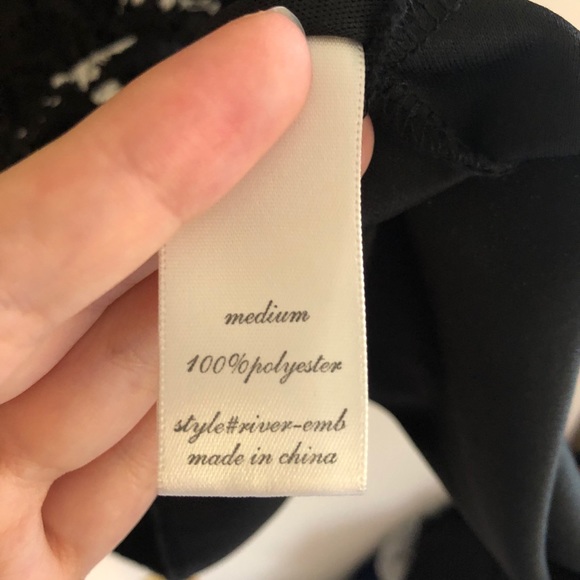 medium
100%polyester
style#river-emb
made in china